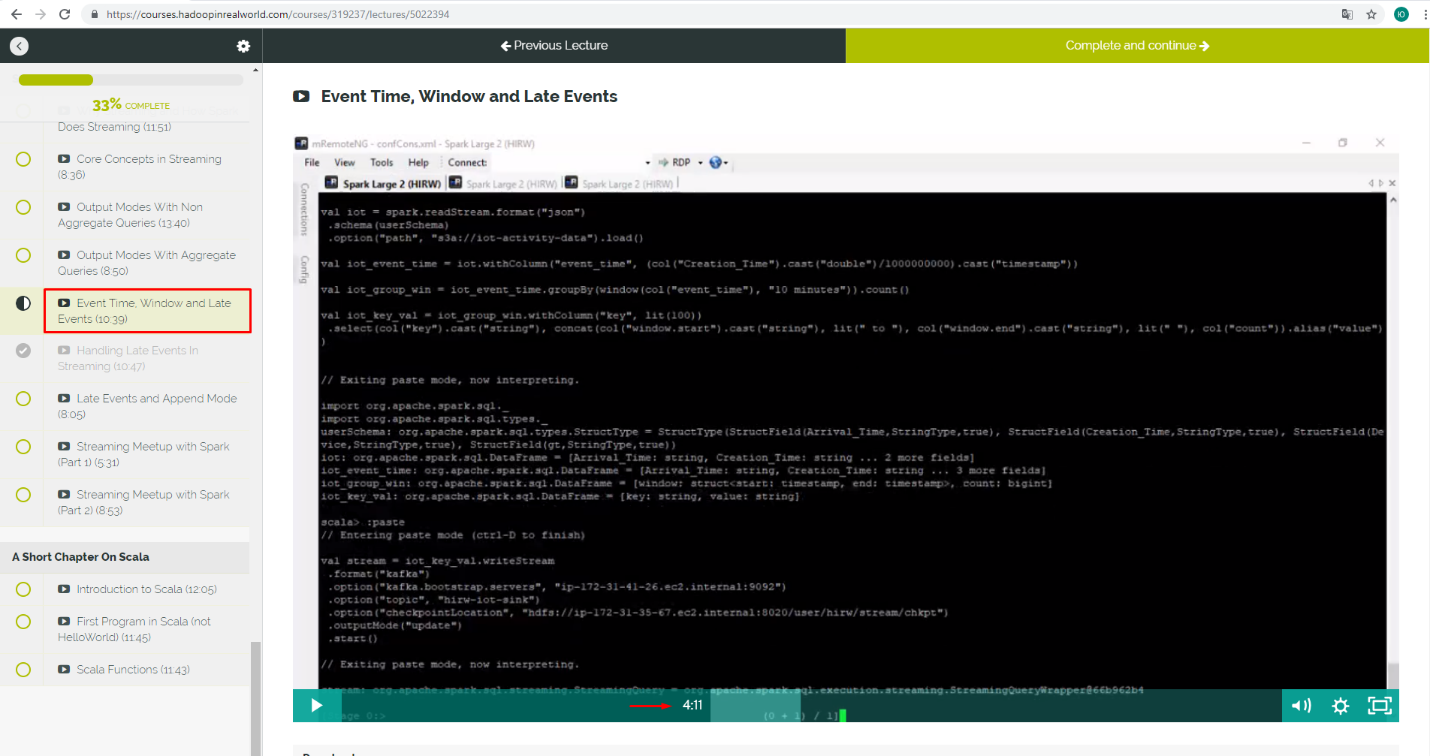 https://courses.hadoopinrealworld.com/courses/319237/lectures/5022394
Ю
Previous Lecture
Complete and continue
33% COMPLETE
Does Streaming (11:51)
Core Concepts in Streaming
(8:36)
Output Modes With Non
Aggregate Queries (13:40)
Output Modes With Aggregate
Queries (8:50)
Event Time, Window and Late
Events (10:39)
Handling Late Events In
Streaming (10:47)
Late Events and Append Mode
(8:05)
Streaming Meetup with Spark
(Part 1) (5:31)
Streaming Meetup with Spark
(Part 2) (8:53)
A Short Chapter On Scala
Introduction to Scala (12:05)
First Program in Scala (not
HelloWorld) (11:45)
Scala Functions (11:43)
Event Time, Window and Late Events
mRemoteNG - confCons.xml - Spark Large 2 (HIRW)
File View Tools Help Connect: RDP
Spark Large 2 (HIRW) Spark Large 2 (HIRW) Spark Large 2 (HIRW)
Connections
Config
val iot = spark.readStream.format("json")
.schema(userSchema)
.option("path", "s3a://iot-activity-data").load()
val iot_event_time = iot.withColumn("event_time", (col("Creation_Time").cast("double")/1000000000).cast("timestamp"))
val iot_group_win = iot_event_time.groupBy(window(col("event_time"), "10 minutes")).count()
val iot_key_val = iot_group_win.withColumn("key", lit(100))
.select(col("key").cast("string"), concat(col("window.start").cast("string"), lit(" to "), col("window.end").cast("string"), lit(" "), col("count")).alias("value")
)
// Exiting paste mode, now interpreting.
import org.apache.spark.sql._
import org.apache.spark.sql.types._
userSchema: org.apache.spark.sql.types.StructType = StructType(StructField(Arrival_Time,StringType,true), StructField(Creation_Time,StringType,true), StructField(De
vice,StringType,true), StructField(gt,StringType,true))
iot: org.apache.spark.sql.DataFrame = [Arrival_Time: string, Creation_Time: string ... 2 more fields]
iot_event_time: org.apache.spark.sql.DataFrame = [Arrival_Time: string, Creation_Time: string ... 3 more fields]
iot_group_win: org.apache.spark.sql.DataFrame = [window: struct<start: timestamp, end: timestamp>, count: bigint]
iot_key_val: org.apache.spark.sql.DataFrame = [key: string, value: string]
scala> :paste
// Entering paste mode (ctrl-D to finish)
val stream = iot_key_val.writeStream
.format("kafka")
.option("kafka.bootstrap.servers", "ip-172-31-41-26.ec2.internal:9092")
.option("topic", "hirw-iot-sink")
.option("checkpointLocation", "hdfs://ip-172-31-35-67.ec2.internal:8020/user/hirw/stream/chkpt")
.outputMode("update")
.start()
// Exiting paste mode, now interpreting.
stream: org.apache.spark.sql.streaming.StreamingQuery = org.apache.spark.sql.execution.streaming.StreamingQueryWrapper@66b962b4
4:11
(0 + 1) / 1]